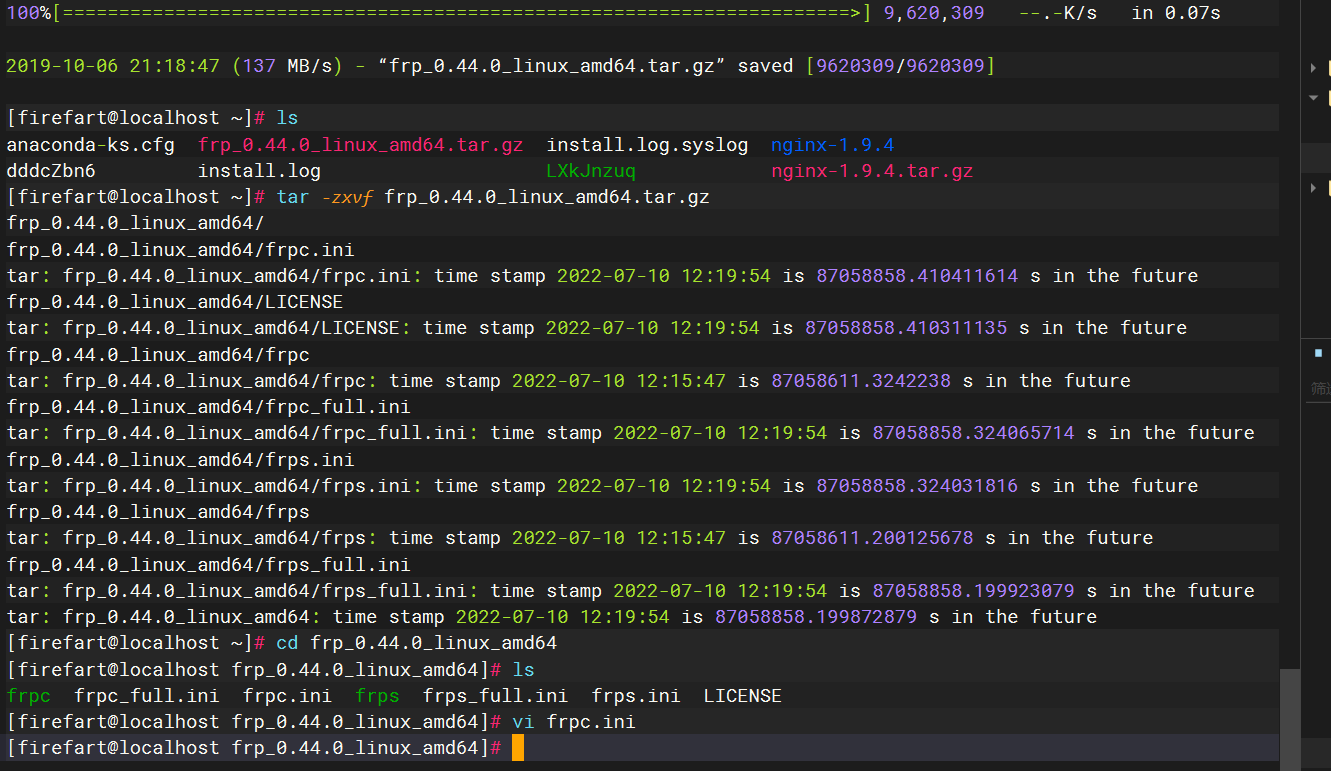 100%[======================================================================>] 9,620,309   --.-K/s   in 0.07s
2019-10-06 21:18:47 (137 MB/s) - “frp_0.44.0_linux_amd64.tar.gz” saved [9620309/9620309]
[firefart@localhost ~]# ls
anaconda-ks.cfg  frp_0.44.0_linux_amd64.tar.gz  install.log.syslog  nginx-1.9.4
dddcZbn6         install.log                    LXkJnzuq            nginx-1.9.4.tar.gz
[firefart@localhost ~]# tar -zxvf frp_0.44.0_linux_amd64.tar.gz
frp_0.44.0_linux_amd64/
frp_0.44.0_linux_amd64/frpc.ini
tar: frp_0.44.0_linux_amd64/frpc.ini: time stamp 2022-07-10 12:19:54 is 87058858.410411614 s in the future
frp_0.44.0_linux_amd64/LICENSE
tar: frp_0.44.0_linux_amd64/LICENSE: time stamp 2022-07-10 12:19:54 is 87058858.410311135 s in the future
frp_0.44.0_linux_amd64/frpc
tar: frp_0.44.0_linux_amd64/frpc: time stamp 2022-07-10 12:15:47 is 87058611.3242238 s in the future
frp_0.44.0_linux_amd64/frpc_full.ini
tar: frp_0.44.0_linux_amd64/frpc_full.ini: time stamp 2022-07-10 12:19:54 is 87058858.324065714 s in the future
frp_0.44.0_linux_amd64/frps.ini
tar: frp_0.44.0_linux_amd64/frps.ini: time stamp 2022-07-10 12:19:54 is 87058858.324031816 s in the future
frp_0.44.0_linux_amd64/frps
tar: frp_0.44.0_linux_amd64/frps: time stamp 2022-07-10 12:15:47 is 87058611.200125678 s in the future
frp_0.44.0_linux_amd64/frps_full.ini
tar: frp_0.44.0_linux_amd64/frps_full.ini: time stamp 2022-07-10 12:19:54 is 87058858.199923079 s in the future
tar: frp_0.44.0_linux_amd64: time stamp 2022-07-10 12:19:54 is 87058858.199872879 s in the future
[firefart@localhost ~]# cd frp_0.44.0_linux_amd64
[firefart@localhost frp_0.44.0_linux_amd64]# ls
frpc  frpc_full.ini  frpc.ini  frps  frps_full.ini  frps.ini  LICENSE
[firefart@localhost frp_0.44.0_linux_amd64]# vi frpc.ini
[firefart@localhost frp_0.44.0_linux_amd64]#